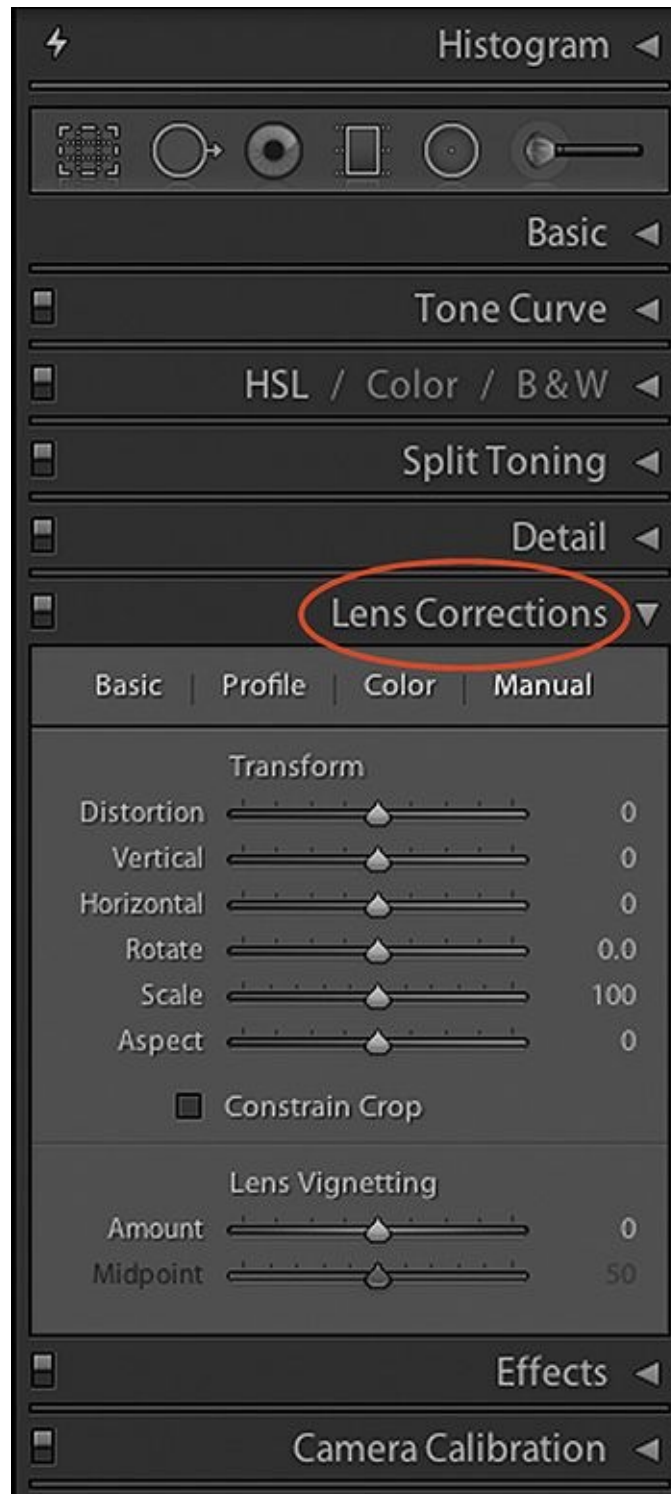 Histogram
Basic
Tone Curve
HSL / Color / B & W
Split Toning
Detail
Lens Corrections
Basic | Profile | Color | Manual
Transform
Distortion 0
Vertical 0
Horizontal 0
Rotate 0.0
Scale 100
Aspect 0
Constrain Crop
Lens Vignetting
Amount 0
Midpoint 50
Effects
Camera Calibration